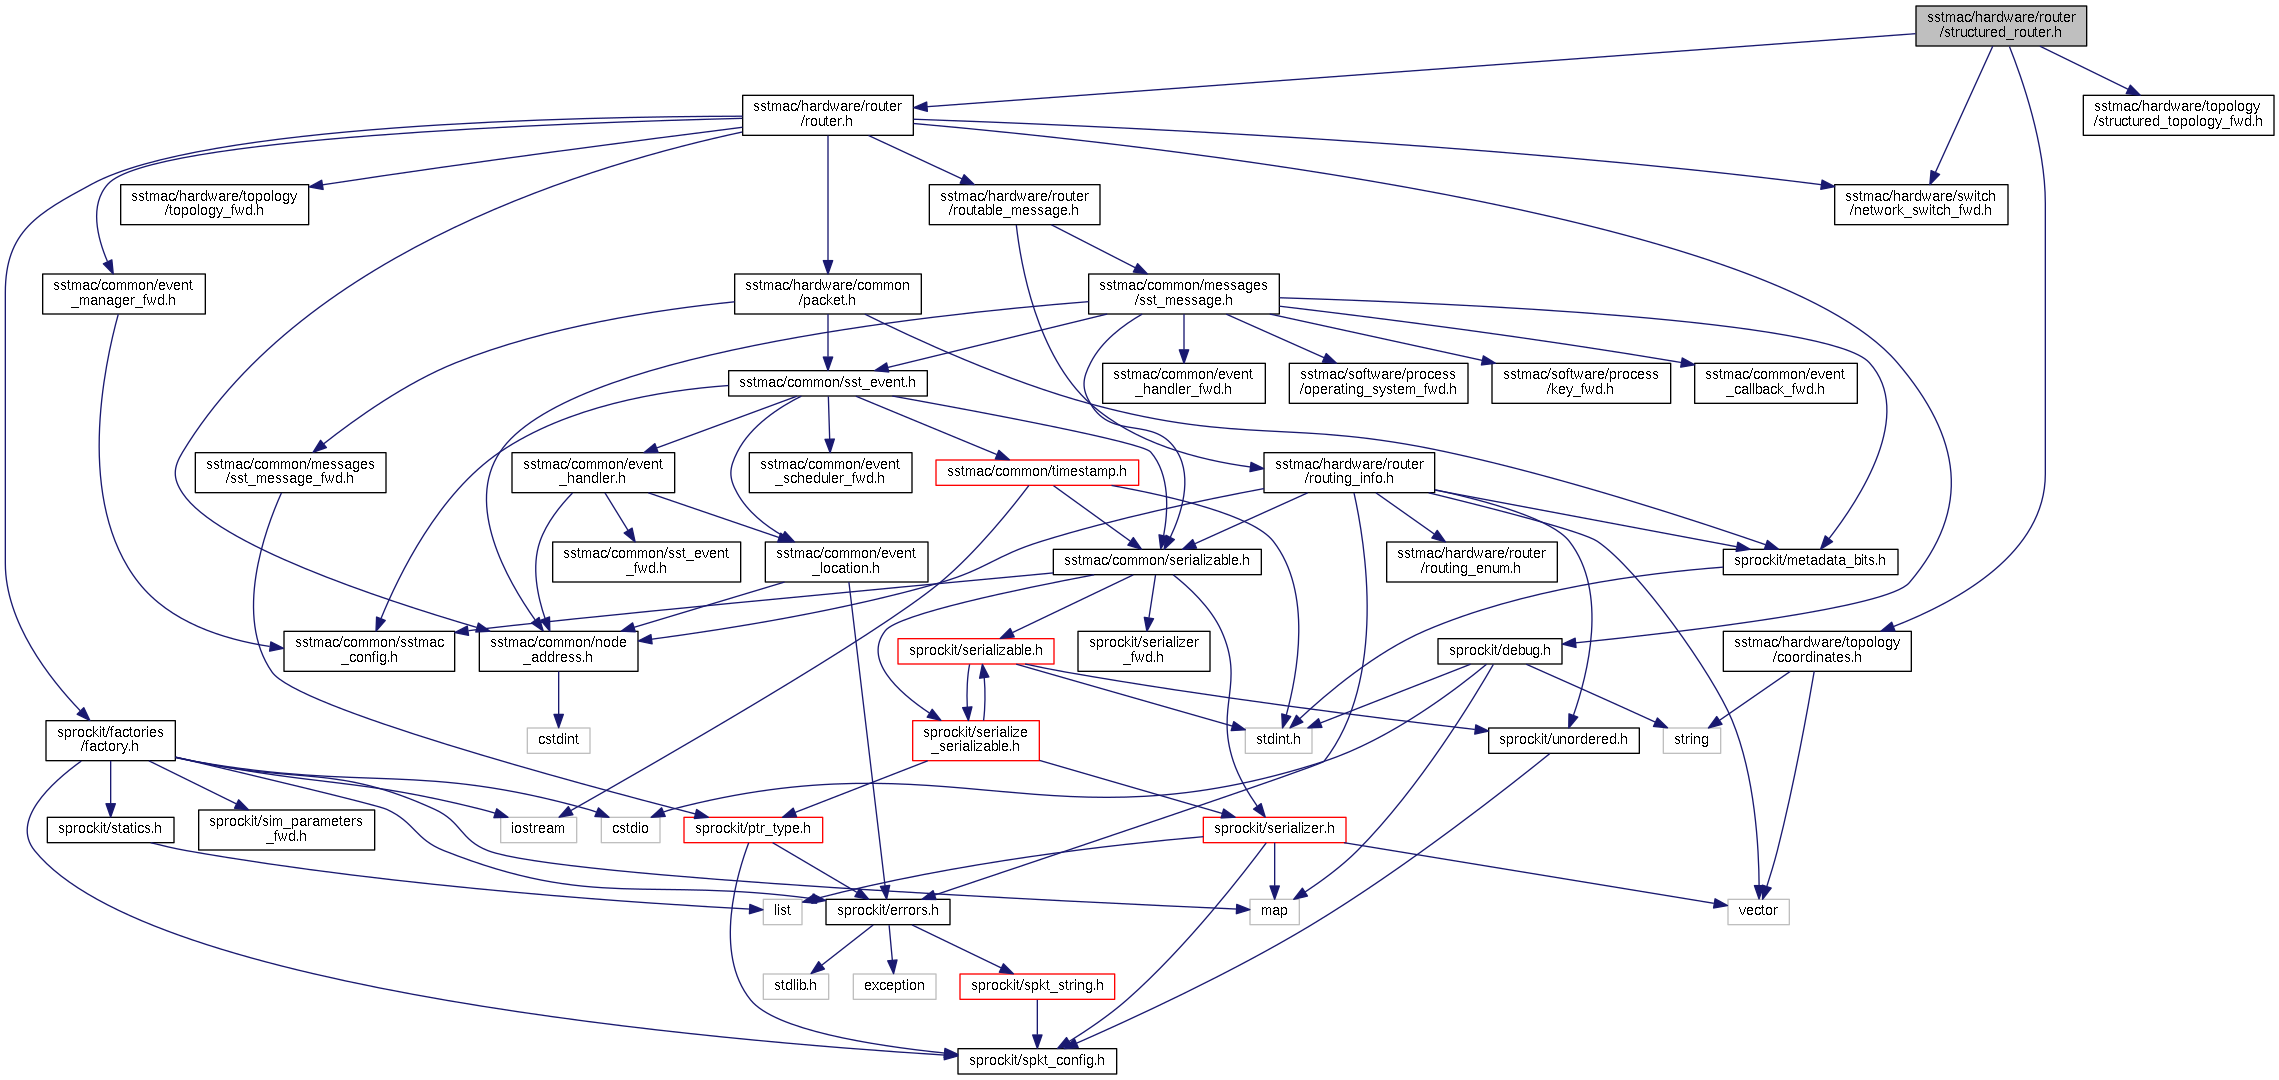 sstmac/hardware/router
/structured_router.h
sstmac/hardware/router
/router.h
sstmac/hardware/topology
/structured_topology_fwd.h
sstmac/hardware/topology
/topology_fwd.h
sstmac/hardware/router
/routable_message.h
sstmac/hardware/switch
/network_switch_fwd.h
sstmac/common/event
_manager_fwd.h
sstmac/hardware/common
/packet.h
sstmac/common/messages
/sst_message.h
sstmac/common/sst_event.h
sstmac/common/event
_handler_fwd.h
sstmac/software/process
/operating_system_fwd.h
sstmac/software/process
/key_fwd.h
sstmac/common/event
_callback_fwd.h
sstmac/common/messages
/sst_message_fwd.h
sstmac/common/event
_handler.h
sstmac/common/event
_scheduler_fwd.h
sstmac/common/timestamp.h
sstmac/hardware/router
/routing_info.h
sstmac/common/sst_event
_fwd.h
sstmac/common/event
_location.h
sstmac/common/serializable.h
sstmac/hardware/router
/routing_enum.h
sprockit/metadata_bits.h
sstmac/common/sstmac
_config.h
sstmac/common/node
_address.h
sprockit/serializable.h
sprockit/serializer
_fwd.h
sprockit/debug.h
sstmac/hardware/topology
/coordinates.h
sprockit/factories
/factory.h
cstdint
sprockit/serialize
_serializable.h
stdint.h
sprockit/unordered.h
string
sprockit/statics.h
sprockit/sim_parameters
_fwd.h
iostream
cstdio
sprockit/ptr_type.h
sprockit/serializer.h
list
sprockit/errors.h
map
vector
stdlib.h
exception
sprockit/spkt_string.h
sprockit/spkt_config.h